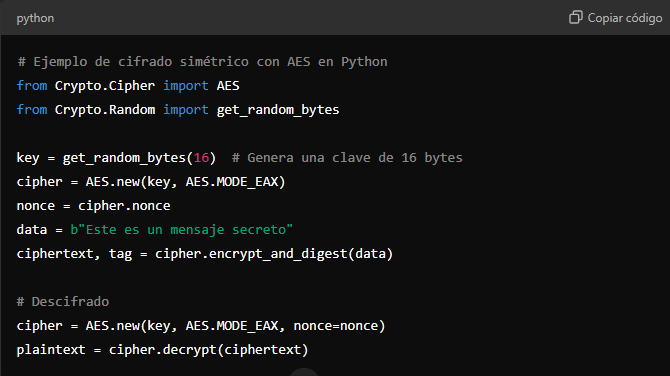 python
Copiar código
# Ejemplo de cifrado simétrico con AES en Python
from Crypto.Cipher import AES
from Crypto.Random import get_random_bytes
key = get_random_bytes(16)  # Genera una clave de 16 bytes
cipher = AES.new(key, AES.MODE_EAX)
nonce = cipher.nonce
data = b"Este es un mensaje secreto"
ciphertext, tag = cipher.encrypt_and_digest(data)
# Descifrado
cipher = AES.new(key, AES.MODE_EAX, nonce=nonce)
plaintext = cipher.decrypt(ciphertext)